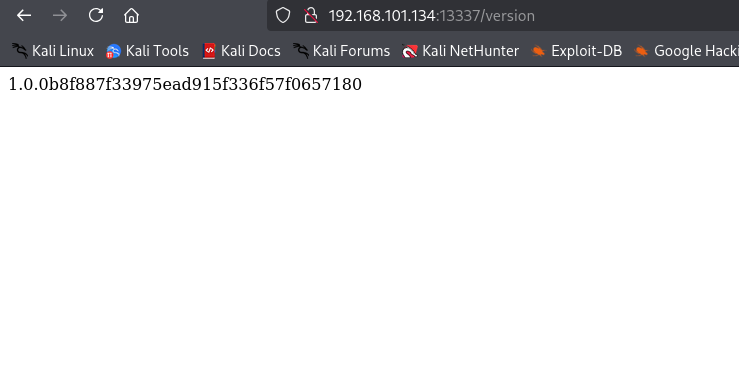 192.168.101.134:13337/version
Kali Linux Kali Tools Kali Docs Kali Forums Kali NetHunter Exploit-DB Google Hacki
1.0.0b8f887f33975ead915f336f57f0657180